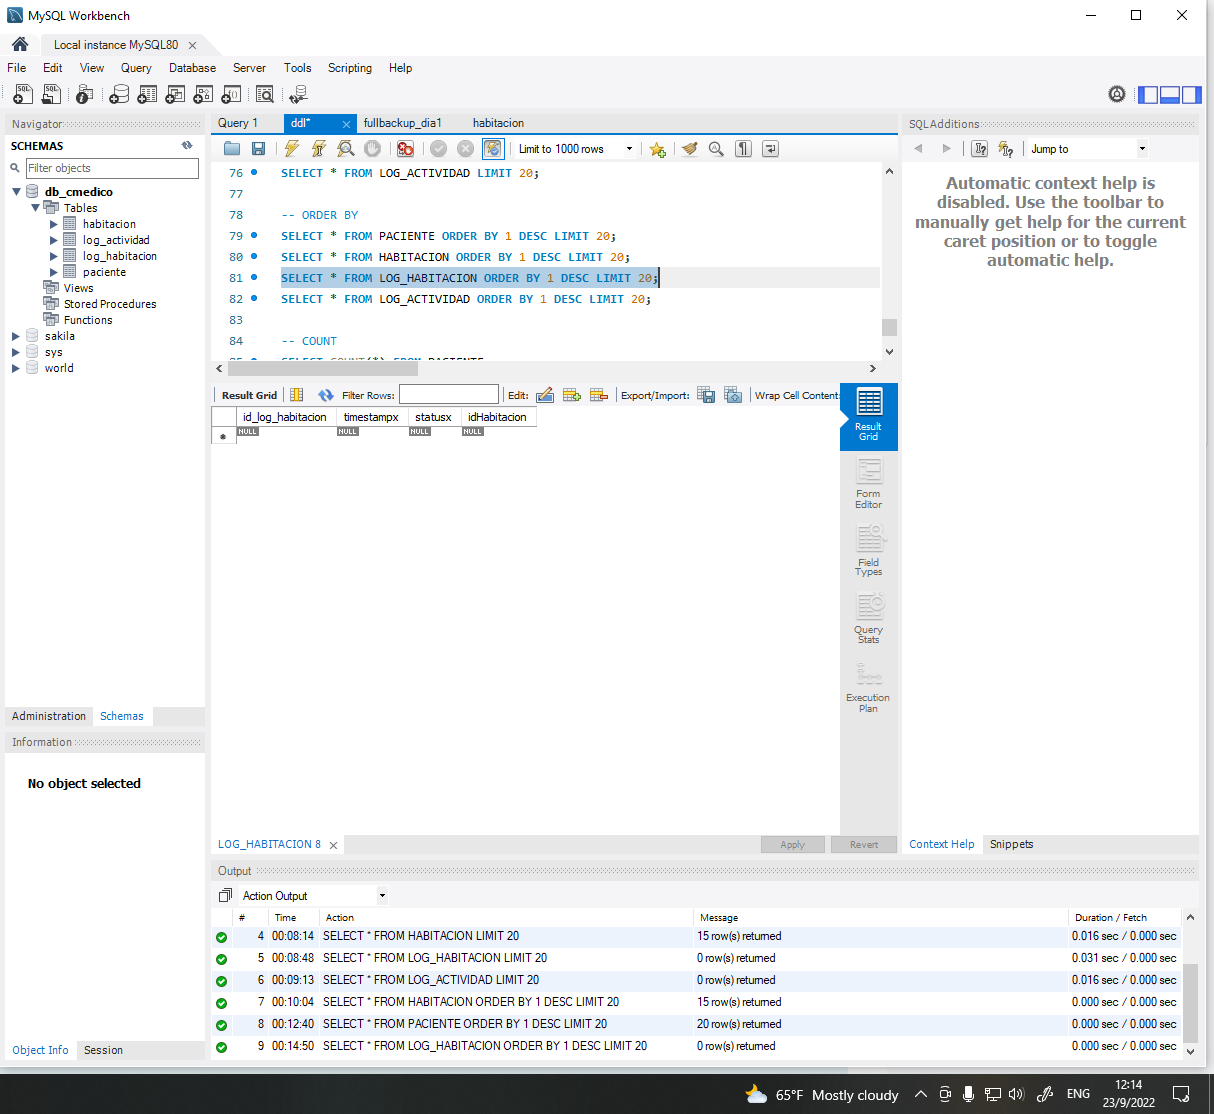 MySQL Workbench
Local instance MySQL80
File Edit View Query Database Server Tools Scripting Help
Navigator
SCHEMAS
Filter objects
db_cmedico
Tables
habitacion
log_actividad
log_habitacion
paciente
Views
Stored Procedures
Functions
sakila
sys
world
Administration Schemas
Information
No object selected
Object Info Session
Query 1 ddl* fullbackup_dia1 habitacion
Limit to 1000 rows
76 SELECT * FROM LOG_ACTIVIDAD LIMIT 20;
77
78 -- ORDER BY
79 SELECT * FROM PACIENTE ORDER BY 1 DESC LIMIT 20;
80 SELECT * FROM HABITACION ORDER BY 1 DESC LIMIT 20;
81 SELECT * FROM LOG_HABITACION ORDER BY 1 DESC LIMIT 20;
82 SELECT * FROM LOG_ACTIVIDAD ORDER BY 1 DESC LIMIT 20;
83
84 -- COUNT
85 SELECT COUNT(*) FROM PACIENTE
Result Grid Filter Rows: Edit: Export/Import: Wrap Cell Content:
id_log_habitacion timestampx statusx idHabitacion
NULL NULL NULL NULL
Result
Grid
Form
Editor
Field
Types
Query
Stats
Execution
Plan
LOG_HABITACION 8
Apply Revert
SQLAdditions
Jump to
Automatic context help is
disabled. Use the toolbar to
manually get help for the current
caret position or to toggle
automatic help.
Context Help Snippets
Output
Action Output
# Time Action Message Duration / Fetch
4 00:08:14 SELECT * FROM HABITACION LIMIT 20 15 row(s) returned 0.016 sec / 0.000 sec
5 00:08:48 SELECT * FROM LOG_HABITACION LIMIT 20 0 row(s) returned 0.031 sec / 0.000 sec
6 00:09:13 SELECT * FROM LOG_ACTIVIDAD LIMIT 20 0 row(s) returned 0.016 sec / 0.000 sec
7 00:10:04 SELECT * FROM HABITACION ORDER BY 1 DESC LIMIT 20 15 row(s) returned 0.000 sec / 0.000 sec
8 00:12:40 SELECT * FROM PACIENTE ORDER BY 1 DESC LIMIT 20 20 row(s) returned 0.000 sec / 0.000 sec
9 00:14:50 SELECT * FROM LOG_HABITACION ORDER BY 1 DESC LIMIT 20 0 row(s) returned 0.000 sec / 0.000 sec
65°F Mostly cloudy ENG 12:14
23/9/2022